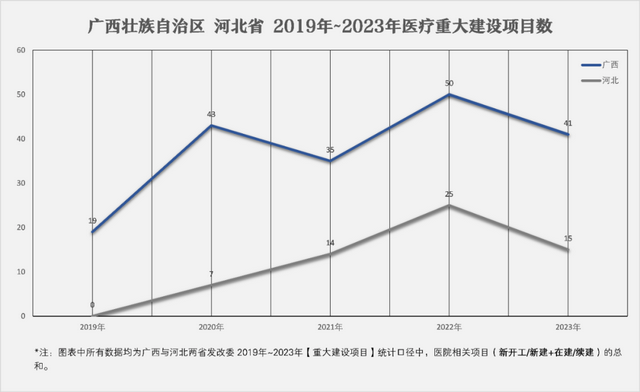 广西壮族自治区 河北省 2019年~2023年医疗重大建设项目数
60
广西
河北
50
50
43
41
40
35
30
25
20
19
15
14
10
7
0
0
2019年
2020年
2021年
2022年
2023年
*注：图表中所有数据均为广西与河北两省发改委2019年~2023年【重大建设项目】统计口径中，医院相关项目（新开工/新建+在建/续建）的总
和。